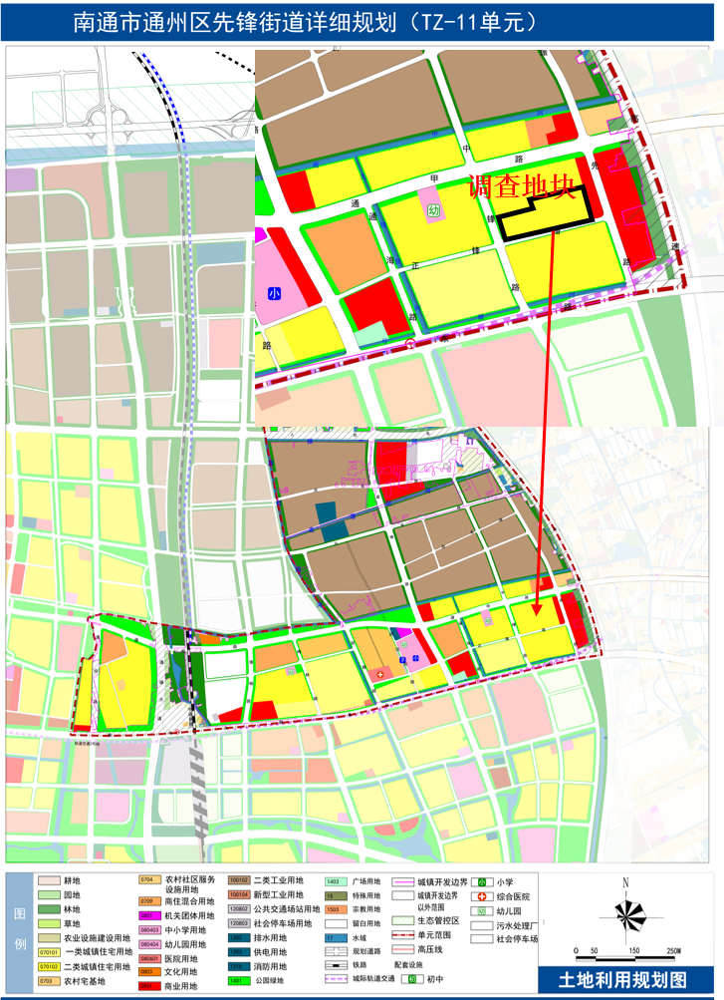 南通市通州区先锋街道详细规划（TZ-11单元）
中
路
甲
先
调查地块
通
通
幼
锋
海
正
锋
路
速
小
路
路
路
东
图
例
耕地
园地
林地
草地
农业设施建设用地
070101 一类城镇住宅用地
070102 二类城镇住宅用地
0703 农村宅基地
0704 农村社区服务
设施用地
0709 商住混合用地
0801 机关团体用地
080403 中小学用地
080404 幼儿园用地
080601 医院用地
0803 文化用地
0901 商业用地
100102 二类工业用地
100104 新型工业用地
120802 公共交通场站用地
120803 社会停车场用地
排水用地
供电用地
1310 消防用地
1401 公园绿地
1403 广场用地
15 特殊用地
1503 宗教用地
留白用地
17 水域
规划道路
铁路
城际轨道交通
城镇开发边界
城镇开发边界
以外范围
生态管控区
单元范围
高压线
配套设施
初 初中
小 小学
综合医院
幼 幼儿园
污水处理厂
社会停车场
N
0 50 150 250M
土地利用规划图